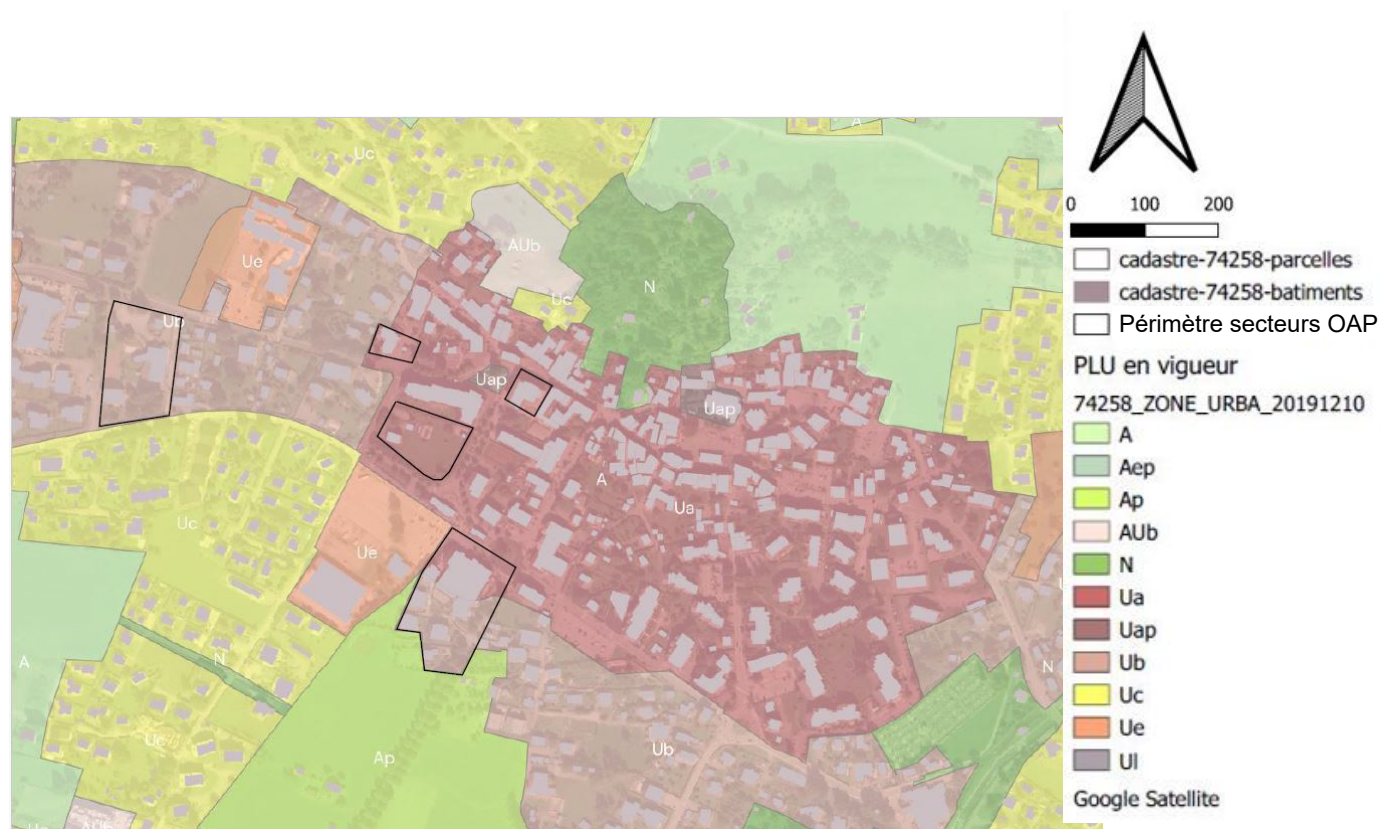 A
Uc
AUb
Ue
N
Uc
Ub
Uap
Uap
A
Ua
Uc
Ue
A
N
N
Uc
Ub
Ap
AUb
0 100 200
cadastre-74258-parcelles
cadastre-74258-batiments
Périmètre secteurs OAP
PLU en vigueur
74258_ZONE_URBA_20191210
A
Aep
Ap
AUb
N
Ua
Uap
Ub
Uc
Ue
Ul
Google Satellite